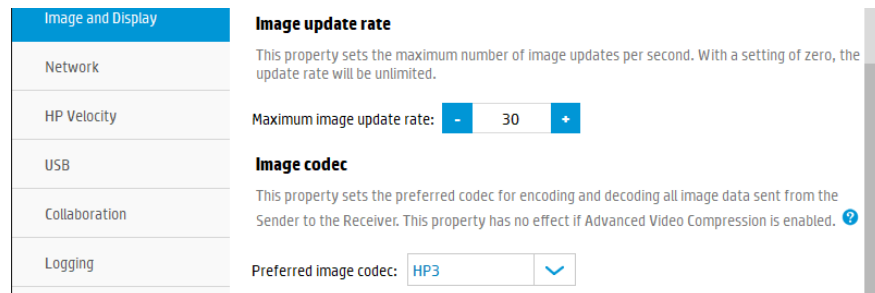 Image and Display
Network
HP Velocity
USB
Collaboration
Logging
Image update rate
This property sets the maximum number of image updates per second. With a setting of zero, the
update rate will be unlimited.
Maximum image update rate: - 30 +
Image codec
This property sets the preferred codec for encoding and decoding all image data sent from the
Sender to the Receiver. This property has no effect if Advanced Video Compression is enabled. ?
Preferred image codec: HP3